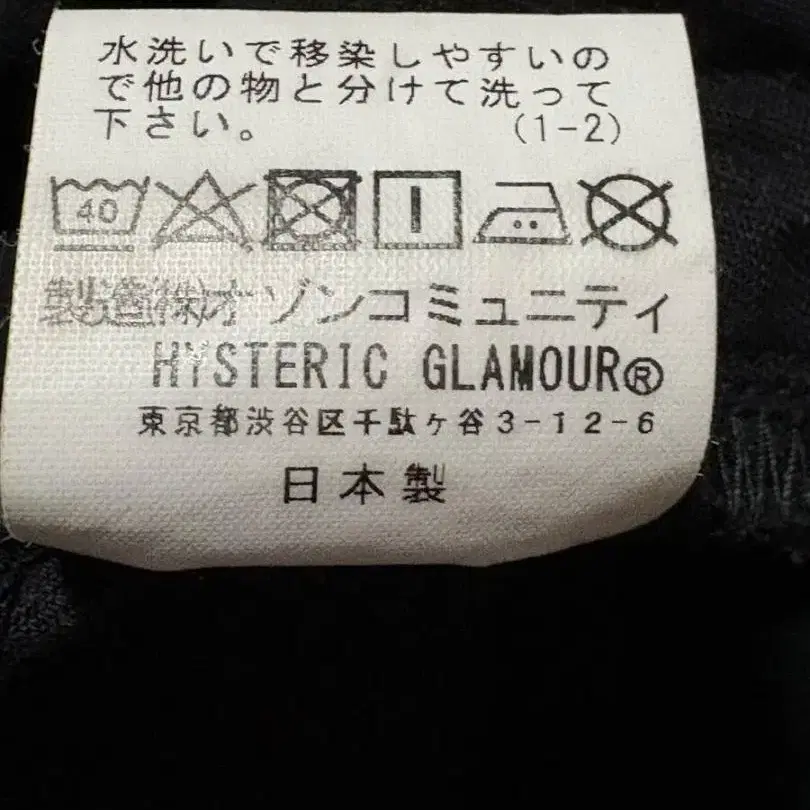 水洗いで移染しやすいの
で他の物と分けて洗って
下さい。 (1-2)
40
製造(株)オゾンコミュニティ
HYSTERIC GLAMOUR®
東京都渋谷区千駄ヶ谷3-12-6
日本製